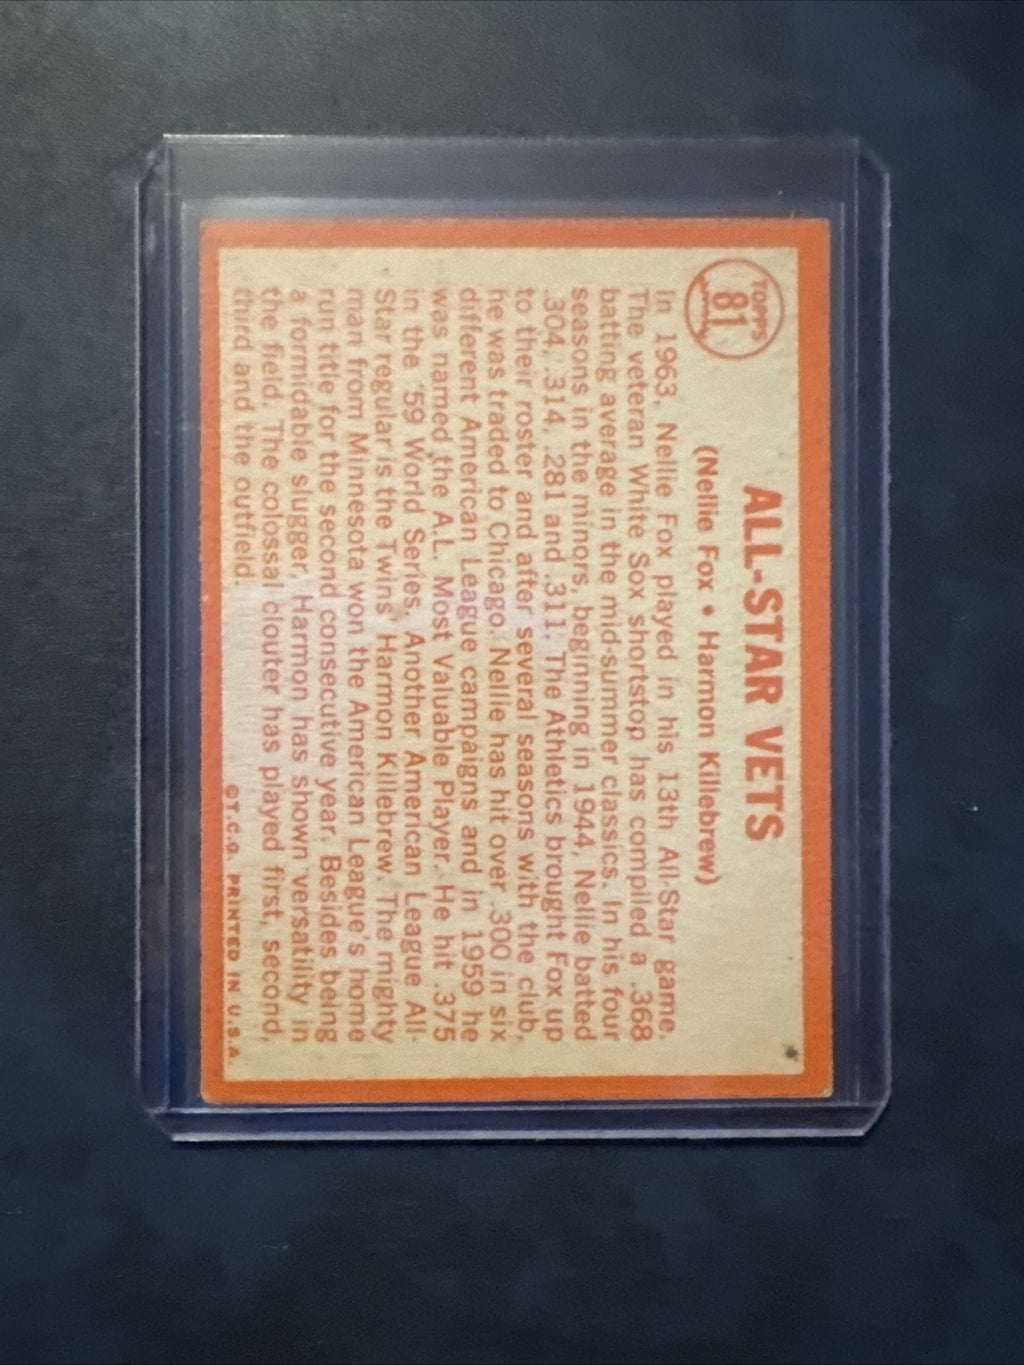 TOPPS
81
ALL-STAR VETS
(Nellie Fox • Harmon Killebrew)
In 1963, Nellie Fox played in his 13th All-Star game.
The veteran White Sox shortstop has compiled a .368
batting average in the mid-summer classics. In his four
seasons in the minors, beginning in 1944, Nellie batted
.304, .314, .281 and .311. The Athletics brought Fox up
to their roster and after several seasons with the club,
he was traded to Chicago. Nellie has hit over .300 in six
different American League campaigns and in 1959 he
was named the A.L. Most Valuable Player. He hit .375
in the '59 World Series. Another American League All-
Star regular is the Twins' Harmon Killebrew. The mighty
man from Minnesota won the American League's home
run title for the second consecutive year. Besides being
a formidable slugger, Harmon has shown versatility in
the field. The colossal clouter has played first, second,
third and the outfield.
©T.C.G. PRINTED IN U.S.A.